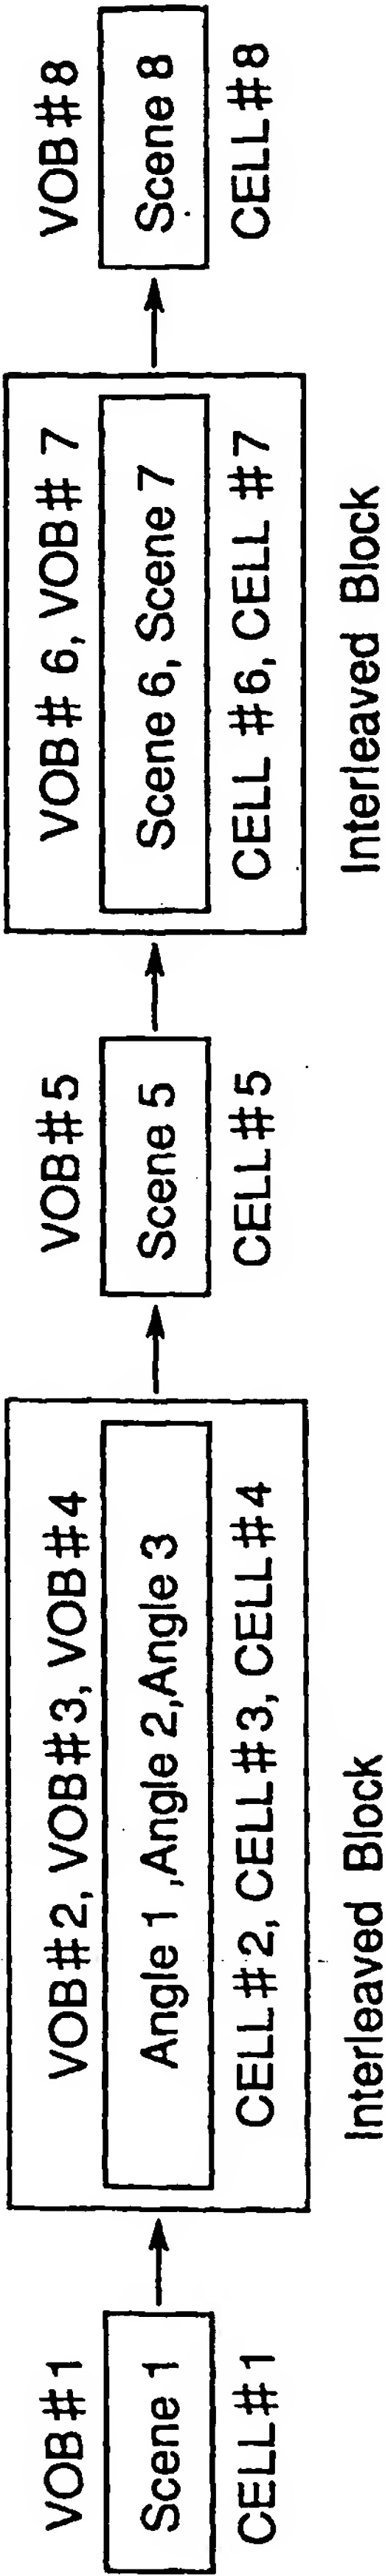 VOB#1
Scene 1
CELL#1
VOB#2, VOB#3, VOB#4
Angle 1 ,Angle 2,Angle 3
CELL#2, CELL#3, CELL#4
Interleaved Block
VOB#5
Scene 5
CELL#5
VOB# 6, VOB# 7
Scene 6, Scene 7
CELL #6, CELL #7
Interleaved Block
VOB#8
Scene 8
CELL#8